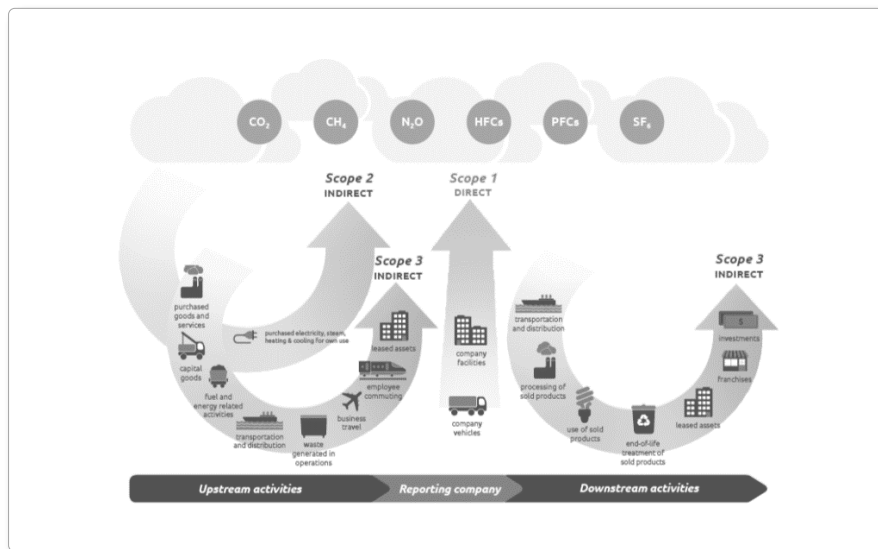 CO₂
CH₄
N₂O
HFCs
PFCs
SF₆
Scope 2
INDIRECT
Scope 1
DIRECT
Scope 3
INDIRECT
Scope 3
INDIRECT
purchased
goods and
services
capital
goods
fuel and
energy related
activities
transportation
and distribution
waste
generated in
operations
business
travel
employee
commuting
leased assets
purchased electricity, steam,
heating & cooling for own use
company
facilities
company
vehicles
transportation
and distribution
processing of
sold products
use of sold
products
end-of-life
treatment of
sold products
leased assets
franchises
$
investments
Upstream activities
Reporting company
Downstream activities